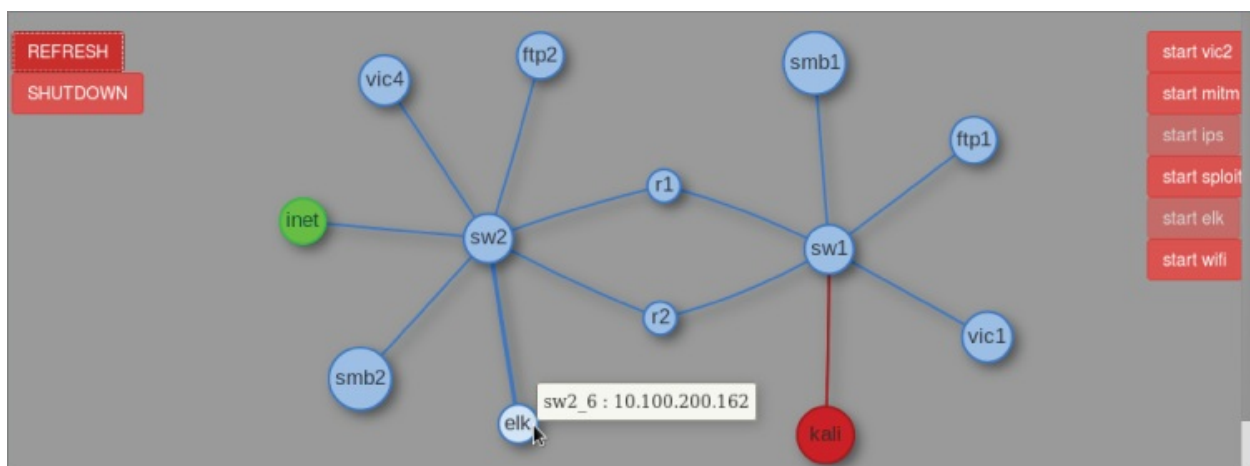 REFRESH
SHUTDOWN
vic4
ftp2
smb1
ftp1
inet
sw2
r1
r2
sw1
smb2
elk
sw2_6 : 10.100.200.162
kali
vic1
start vic2
start mitm
start ips
start sploit
start elk
start wifi